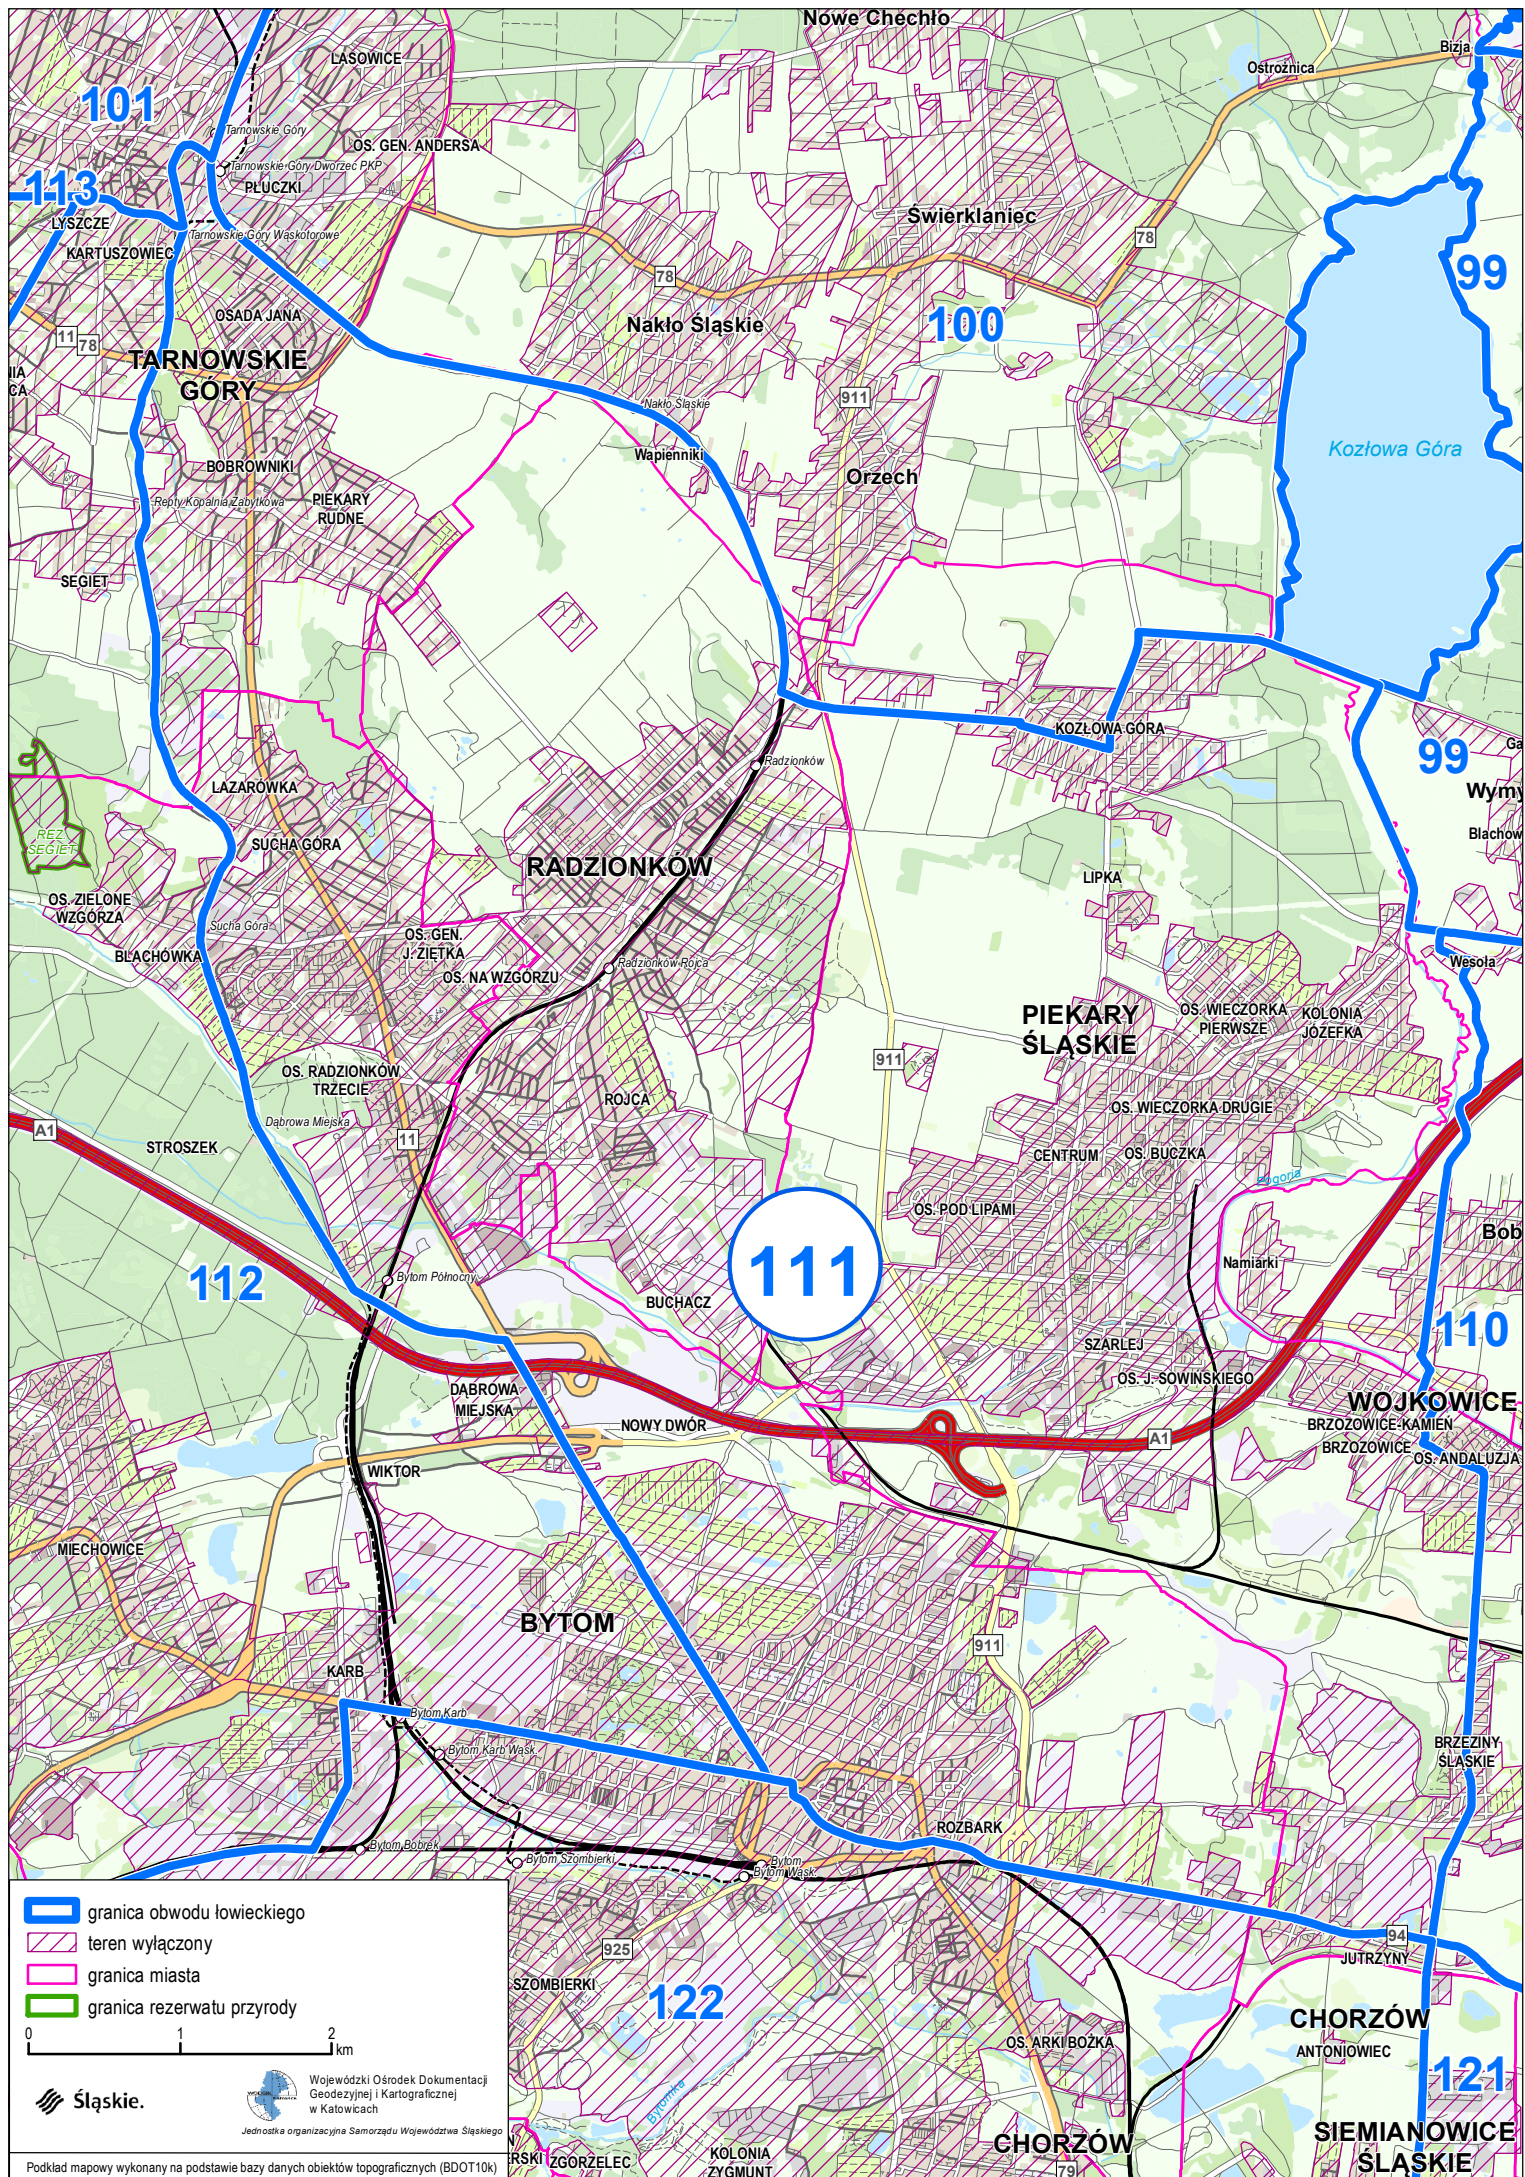 Nowe Chechło
LASOWICE
Bizja
Ostrożnica
101
Tarnowskie Góry
OS. GEN. ANDERSA
Tarnowskie Góry Dworzec PKP
113
PŁUCZKI
LYSZCZE
Świerklaniec
Tarnowskie Góry Wąskotorowe
78
KARTUSZOWIEC
99
78
OSADA JANA
Nakło Śląskie
100
11
78
TARNOWSKIE
GÓRY
911
Nakło Śląskie
Kozłowa Góra
Wapienniki
BOBROWNIKI
Orzech
Repty Kopalnia Zabytkowa
PIEKARY
RUDNE
SEGIET
KOZŁOWA GÓRA
99
Radzionków
LAZARÓWKA
Wymy
REZ.
SEGIET
SUCHA GÓRA
Blachow
RADZIONKÓW
LIPKA
OS. ZIELONE
WZGÓRZA
Sucha Góra
OS. GEN.
J. ZIĘTKA
BLACHÓWKA
Radzionków Rojca
Wesoła
OS. NA WZGÓRZU
PIEKARY
ŚLĄSKIE
OS. WIECZORKA
PIERWSZE
KOLONIA
JÓZEFKA
911
OS. RADZIONKÓW
TRZECIE
ROJCA
OS. WIECZORKA DRUGIE
Dąbrowa Miejska
A1
STROSZEK
11
CENTRUM
OS. BUCZKA
Pogoria
OS. POD LIPAMI
Bob
111
Namiarki
112
Bytom Północny
BUCHACZ
110
SZARLEJ
OS. J. SOWIŃSKIEGO
DĄBROWA
MIEJSKA
WOJKOWICE
NOWY DWÓR
BRZOZOWICE-KAMIEŃ
A1
BRZOZOWICE
OS. ANDALUZJA
WIKTOR
MIECHOWICE
BYTOM
911
KARB
Bytom Karb
BRZEZINY
ŚLĄSKIE
Bytom Karb Wąsk.
ROZBARK
Bytom Bobrek
Bytom Szombierki
Bytom
Bytom Wąsk.
granica obwodu łowieckiego
teren wyłączony
granica miasta
granica rezerwatu przyrody
0 1 2 km
925
94
JUTRZYNY
SZOMBIERKI
122
CHORZÓW
OS. ARKI BOŻKA
ANTONIOWIEC
121
Bytomka
Śląskie.
Wojewódzki Ośrodek Dokumentacji
Geodezyjnej i Kartograficznej
w Katowicach
Jednostka organizacyjna Samorządu Województwa Śląskiego
SIEMIANOWICE
ŚLĄSKIE
CHORZÓW
ERSKI
ZGORZELEC
KOLONIA
ZYGMUNT
79
Podkład mapowy wykonany na podstawie bazy danych obiektów topograficznych (BDOT10k)